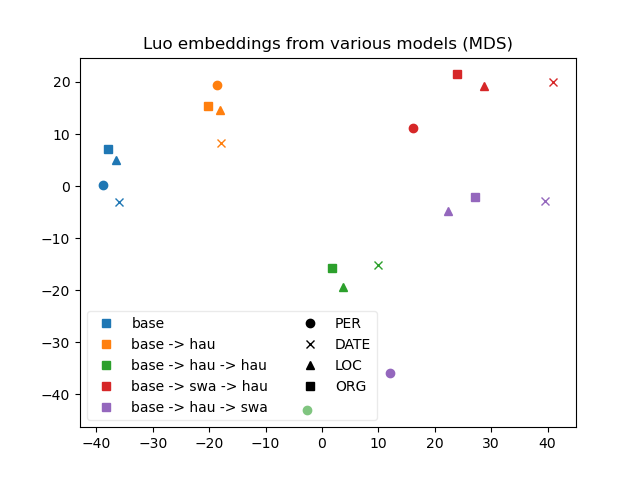 Luo embeddings from various models (MDS)
20
10
0
−10
−20
−30
−40
base
base -> hau
base -> hau -> hau
base -> swa -> hau
base -> hau -> swa
PER
DATE
LOC
ORG
−40 −30 −20 −10 0 10 20 30 40